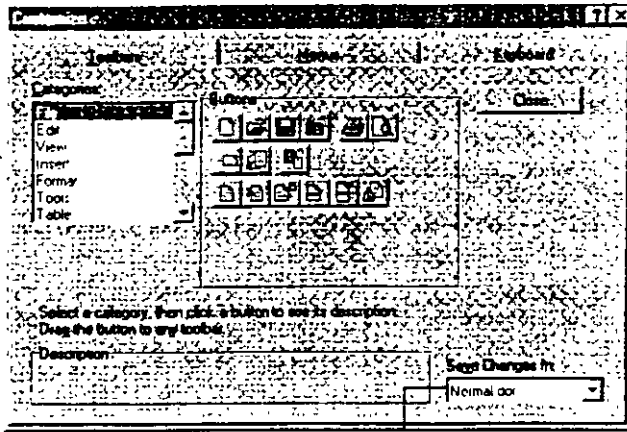 Customize
Toolbars Menus Keyboard
Categories:
Buttons
Close
Edit
View
Insert
Format
Tools
Table
Select a category, then click a button to see its description.
Drag the button to any toolbar.
Description
Save Changes In:
Normal.dot